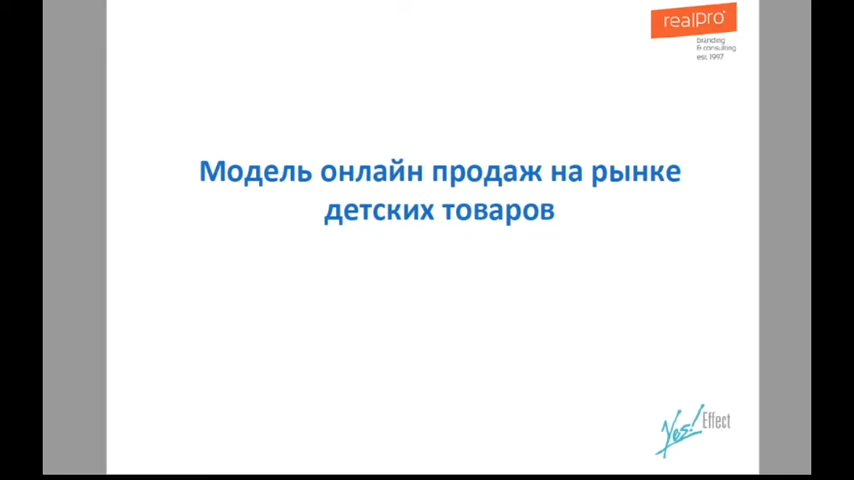 realpro
branding
& consulting
est. 1997
Модель онлайн продаж на рынке
детских товаров
Yes! Effect